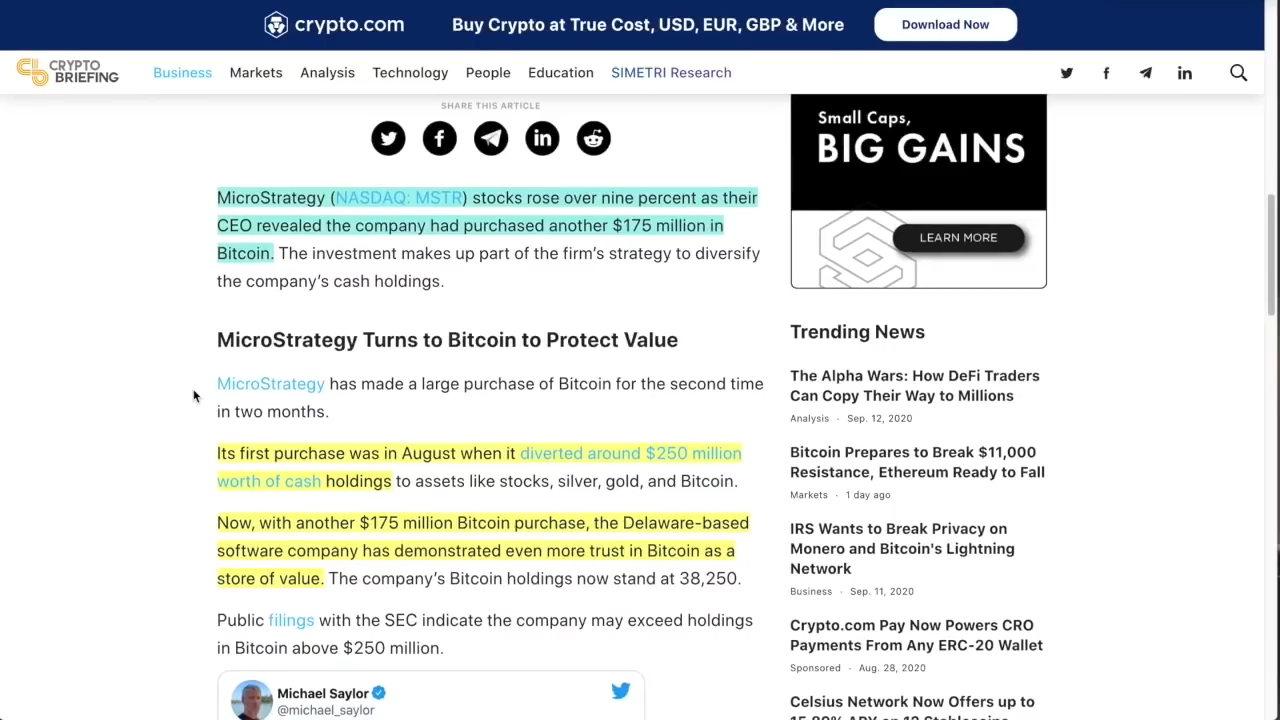 crypto.com
Buy Crypto at True Cost, USD, EUR, GBP & More
Download Now
CRYPTO
BRIEFING
Business
Markets
Analysis
Technology
People
Education
SIMETRI Research
SHARE THIS ARTICLE
MicroStrategy (NASDAQ: MSTR) stocks rose over nine percent as their
CEO revealed the company had purchased another $175 million in
Bitcoin. The investment makes up part of the firm's strategy to diversify
the company's cash holdings.
MicroStrategy Turns to Bitcoin to Protect Value
MicroStrategy has made a large purchase of Bitcoin for the second time
in two months.
Its first purchase was in August when it diverted around $250 million
worth of cash holdings to assets like stocks, silver, gold, and Bitcoin.
Now, with another $175 million Bitcoin purchase, the Delaware-based
software company has demonstrated even more trust in Bitcoin as a
store of value. The company's Bitcoin holdings now stand at 38,250.
Public filings with the SEC indicate the company may exceed holdings
in Bitcoin above $250 million.
Michael Saylor
@michael_saylor
Small Caps,
BIG GAINS
LEARN MORE
Trending News
The Alpha Wars: How DeFi Traders
Can Copy Their Way to Millions
Analysis · Sep. 12, 2020
Bitcoin Prepares to Break $11,000
Resistance, Ethereum Ready to Fall
Markets · 1 day ago
IRS Wants to Break Privacy on
Monero and Bitcoin's Lightning
Network
Business · Sep. 11, 2020
Crypto.com Pay Now Powers CRO
Payments From Any ERC-20 Wallet
Sponsored · Aug. 28, 2020
Celsius Network Now Offers up to